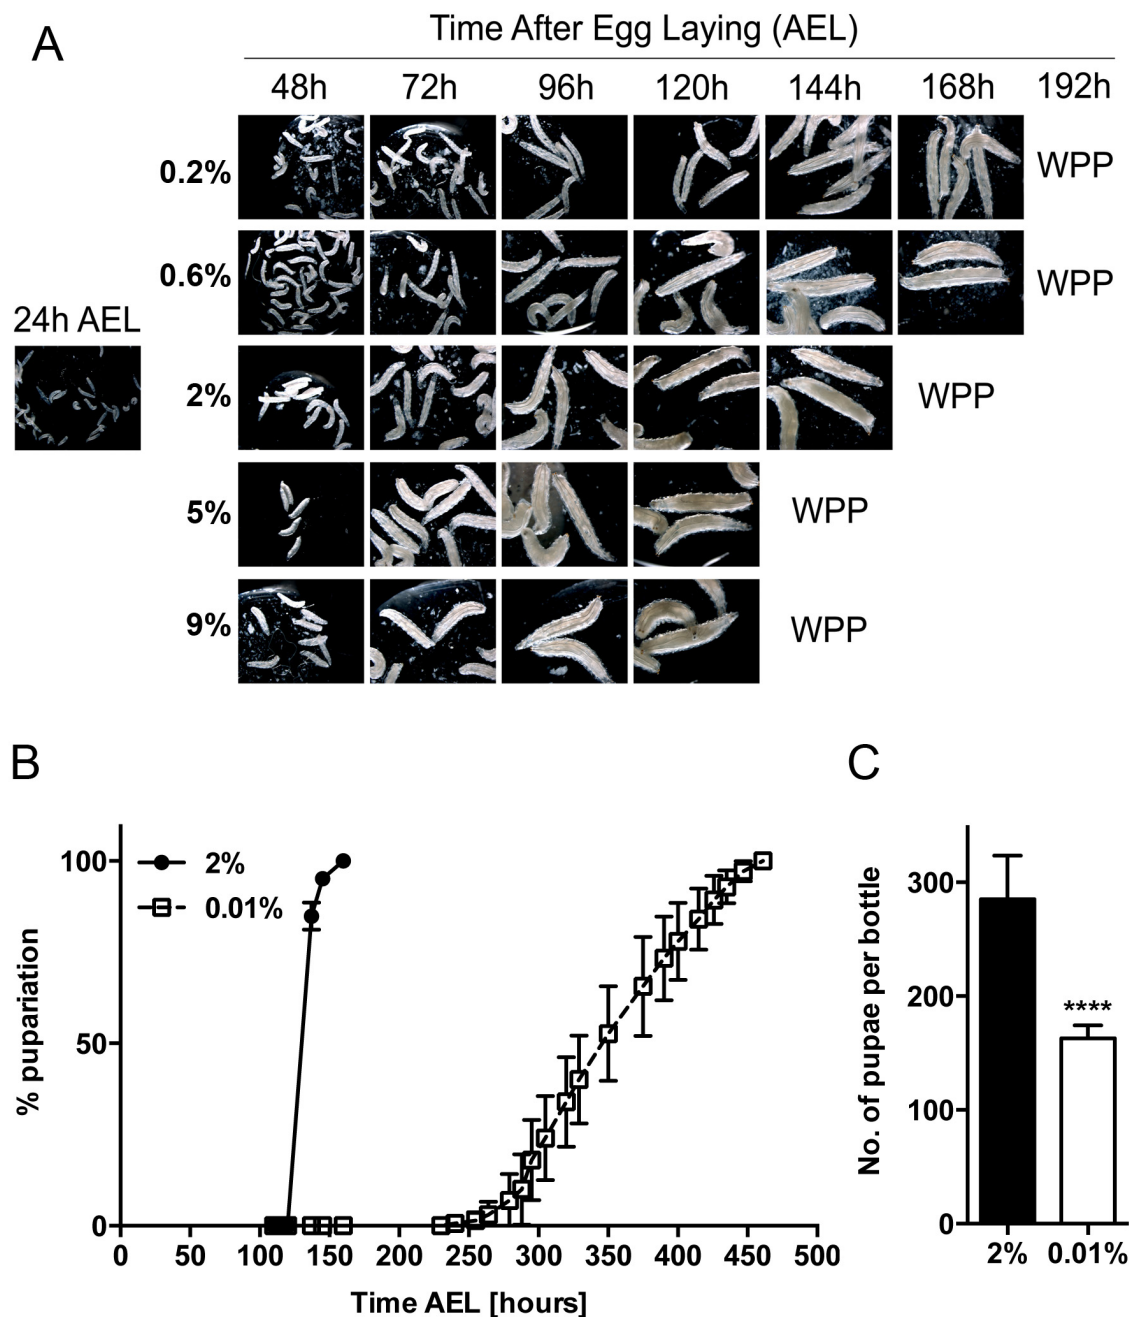 A
Time After Egg Laying (AEL)
48h 72h 96h 120h 144h 168h 192h
0.2% WPP
0.6% WPP
24h AEL
2% WPP
5% WPP
9% WPP
B
C
% pupariation
100
50
0
2%
0.01%
0 50 100 150 200 250 300 350 400 450 500
Time AEL [hours]
No. of pupae per bottle
300
200
100
0
****
2% 0.01%